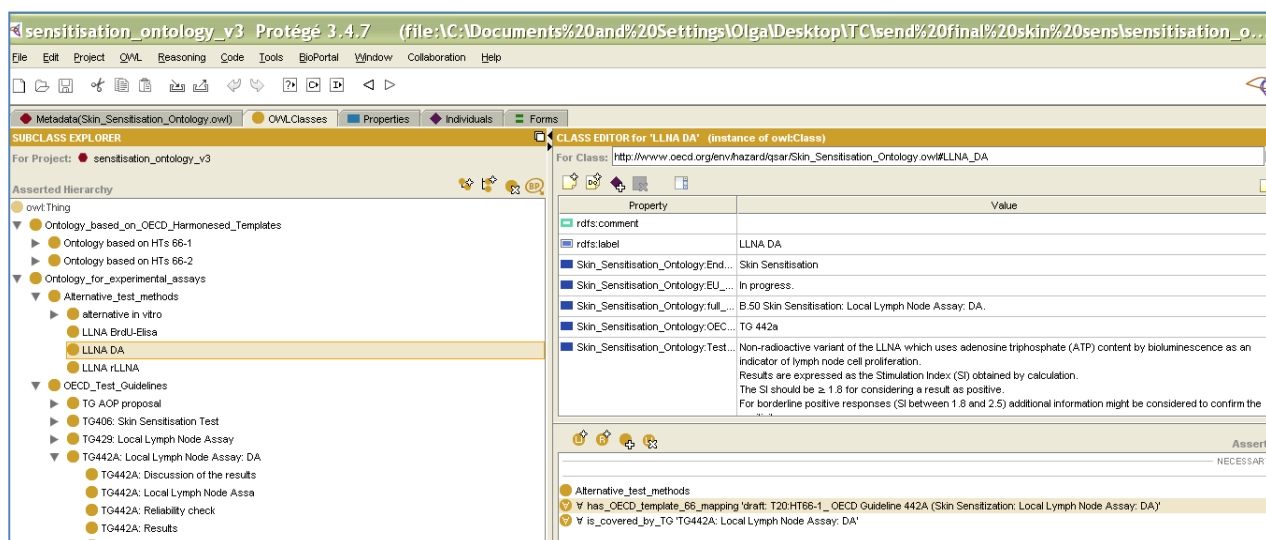 sensitisation_ontology_v3 Protégé 3.4.7 (file:\C:\Documents%20and%20Settings\Olga\Desktop\TC\send%20final%20skin%20sens\sensitisation_o...
File Edit Project OWL Reasoning Code Tools BioPortal Window Collaboration Help
Metadata(Skin_Sensitisation_Ontology.owl) OWLClasses Properties Individuals Forms
SUBCLASS EXPLORER
For Project: sensitisation_ontology_v3
Asserted Hierarchy
owl:Thing
Ontology_based_on_OECD_Harmonesed_Templates
Ontology based on HTs 66-1
Ontology based on HTs 66-2
Ontology_for_experimental_assays
Alternative_test_methods
alternative in vitro
LLNA BrdU-Elisa
LLNA DA
LLNA rLLNA
OECD_Test_Guidelines
TG AOP proposal
TG406: Skin Sensitisation Test
TG429: Local Lymph Node Assay
TG442A: Local Lymph Node Assay: DA
TG442A: Discussion of the results
TG442A: Local Lymph Node Assa
TG442A: Reliability check
TG442A: Results
CLASS EDITOR for 'LLNA DA' (instance of owl:Class)
For Class: http://www.oecd.org/env/hazard/qsar/Skin_Sensitisation_Ontology.owl#LLNA_DA
Property Value
rdfs:comment
rdfs:label LLNA DA
Skin_Sensitisation_Ontology:End... Skin Sensitisation
Skin_Sensitisation_Ontology:EU_... In progress.
Skin_Sensitisation_Ontology:full_... B.50 Skin Sensitisation: Local Lymph Node Assay: DA.
Skin_Sensitisation_Ontology:OEC... TG 442a
Skin_Sensitisation_Ontology:Test... Non-radioactive variant of the LLNA which uses adenosine triphosphate (ATP) content by bioluminescence as an
indicator of lymph node cell proliferation.
Results are expressed as the Stimulation Index (SI) obtained by calculation.
The SI should be ≥ 1.8 for considering a result as positive.
For borderline positive responses (SI between 1.8 and 2.5) additional information might be considered to confirm the
Assert
NECESSAR
Alternative_test_methods
∀ has_OECD_template_66_mapping 'draft: T20:HT66-1_ OECD Guideline 442A (Skin Sensitization: Local Lymph Node Assay: DA)'
∀ is_covered_by_TG 'TG442A: Local Lymph Node Assay: DA'